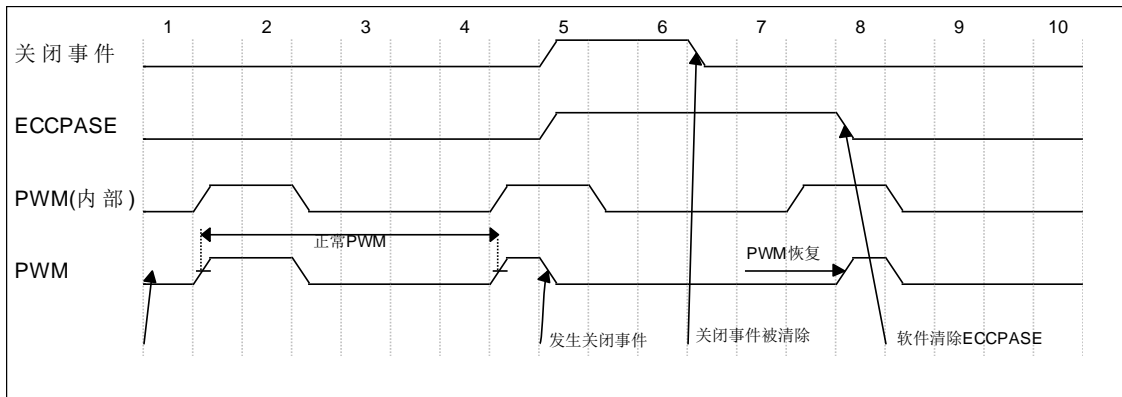 1 2 3 4 5 6 7 8 9 10
关闭事件
ECCPASE
PWM(内部)
正常PWM
PWM
PWM恢复
发生关闭事件
关闭事件被清除
软件清除ECCPASE